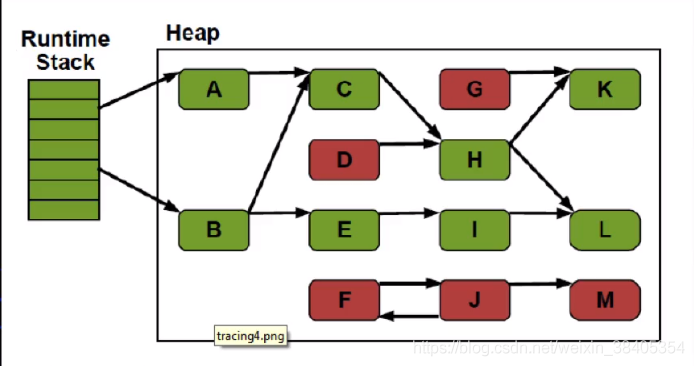 Runtime
Stack
Heap
A
C
G
K
D
H
B
E
I
L
F
J
M
tracing4.png
https://blog.csdn.net/weixin_38405354